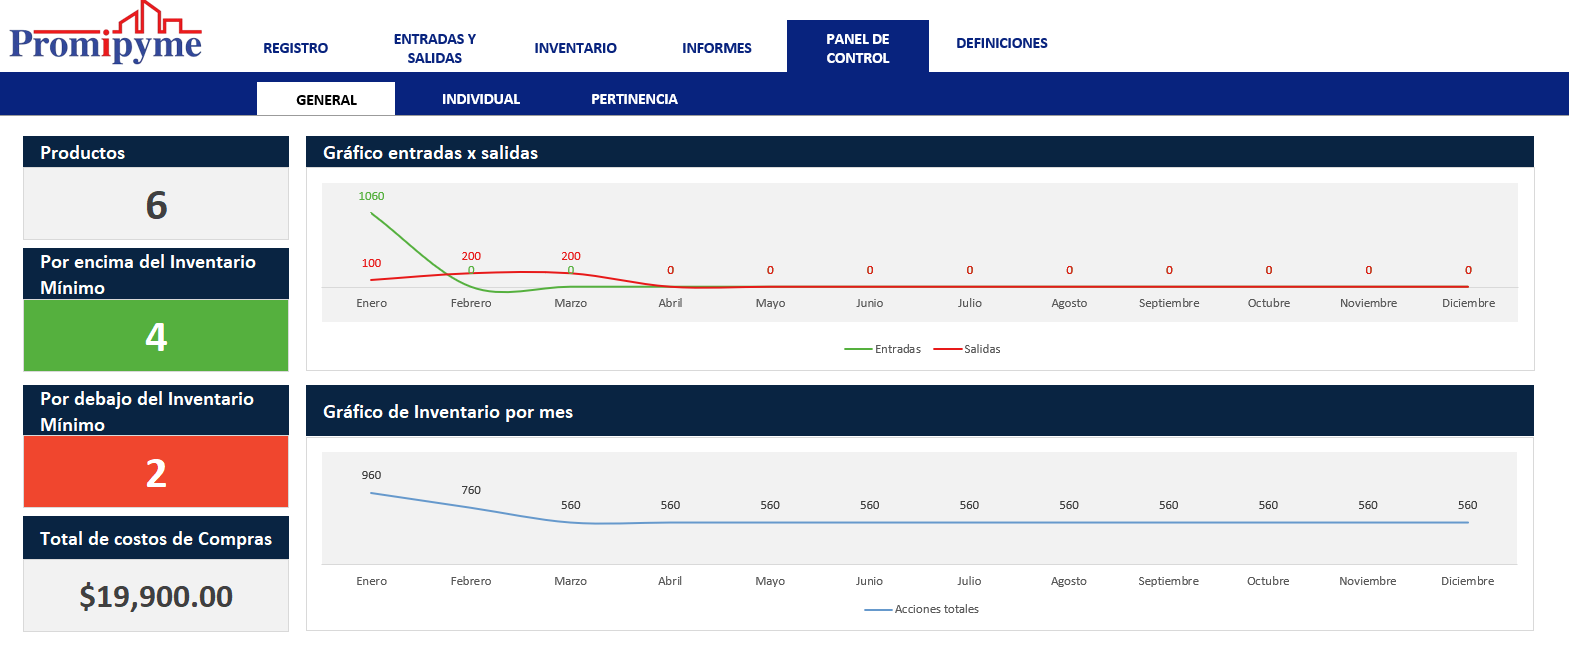 Promipyme
REGISTRO
ENTRADAS Y
SALIDAS
INVENTARIO
INFORMES
PANEL DE
CONTROL
DEFINICIONES
GENERAL
INDIVIDUAL
PERTINENCIA
Productos
6
Por encima del Inventario
Mínimo
4
Por debajo del Inventario
Mínimo
2
Total de costos de Compras
$19,900.00
Gráfico entradas x salidas
1060
100
200
0
200
0
0
0
0
0
0
0
0
0
0
Enero Febrero Marzo Abril Mayo Junio Julio Agosto Septiembre Octubre Noviembre Diciembre
Entradas Salidas
Gráfico de Inventario por mes
960
760
560 560 560 560 560 560 560 560 560 560
Enero Febrero Marzo Abril Mayo Junio Julio Agosto Septiembre Octubre Noviembre Diciembre
Acciones totales